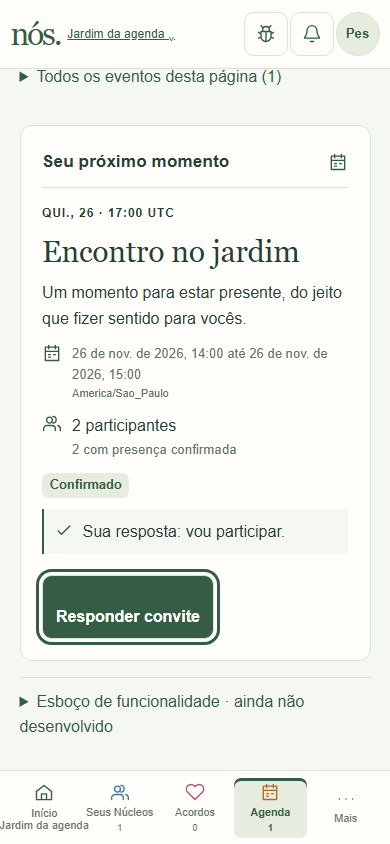 nós. Jardim da agenda
Pes
▶ Todos os eventos desta página (1)
Seu próximo momento
QUI., 26 · 17:00 UTC
Encontro no jardim
Um momento para estar presente, do jeito
que fizer sentido para vocês.
26 de nov. de 2026, 14:00 até 26 de nov. de
2026, 15:00
America/Sao_Paulo
2 participantes
2 com presença confirmada
Confirmado
Sua resposta: vou participar.
Responder convite
▶ Esboço de funcionalidade · ainda não
desenvolvido
Início
Jardim da agenda
Seus Núcleos
1
Acordos
0
Agenda
1
... 
Mais